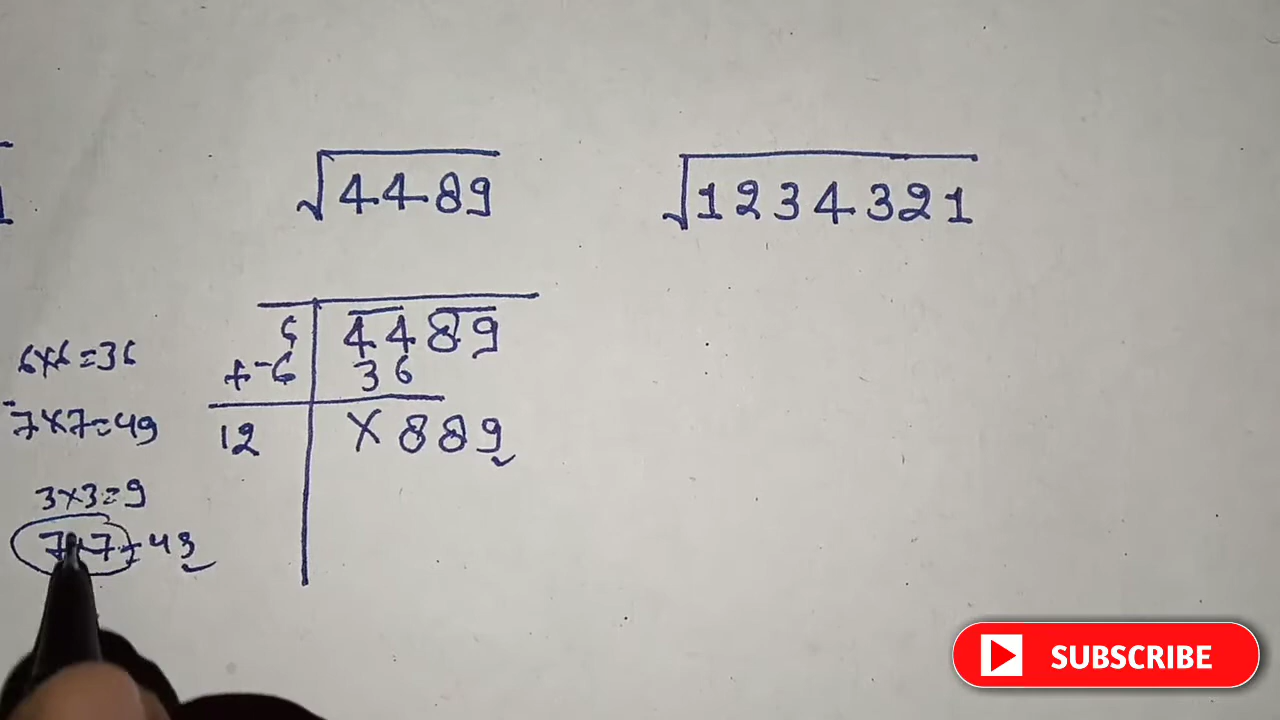 √4489
√1234321
6 4489
+ 6 36
12 × 889
6×6=36
7×7=49
3×3=9
7×7=49
SUBSCRIBE